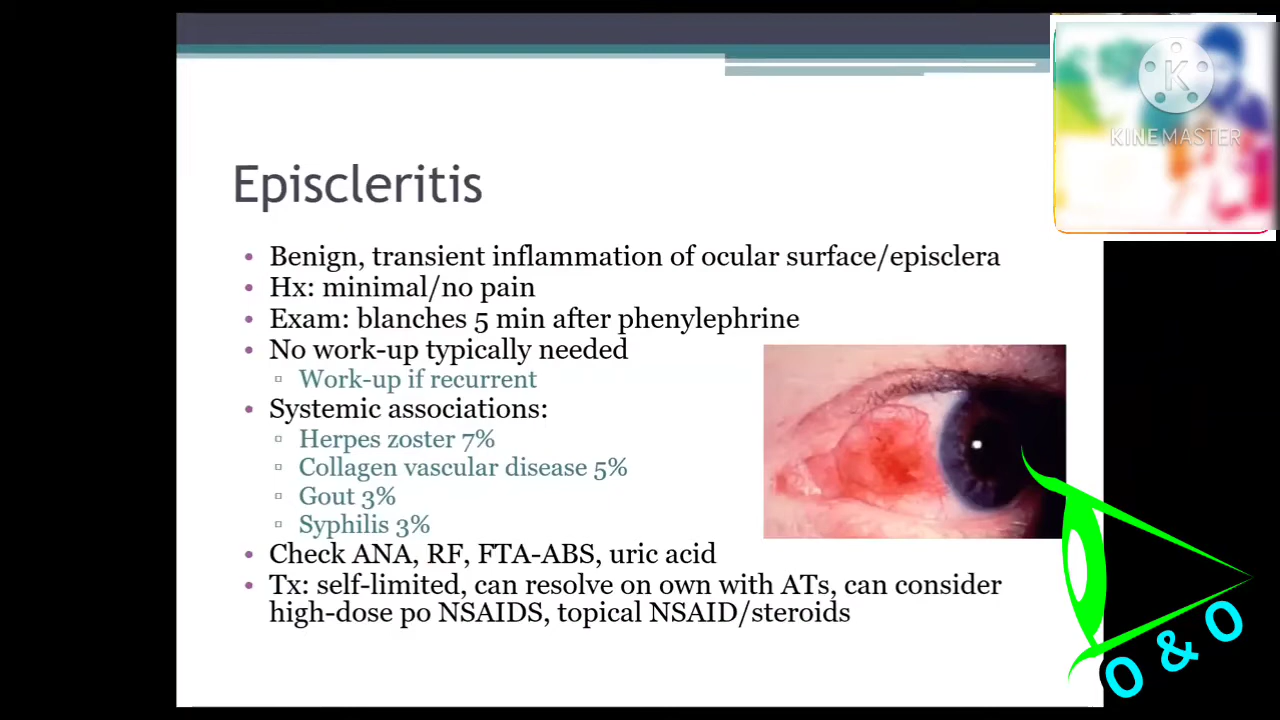 K
KINEMASTER
Episcleritis
• Benign, transient inflammation of ocular surface/episclera
• Hx: minimal/no pain
• Exam: blanches 5 min after phenylephrine
• No work-up typically needed
▫ Work-up if recurrent
• Systemic associations:
▫ Herpes zoster 7%
▫ Collagen vascular disease 5%
▫ Gout 3%
▫ Syphilis 3%
• Check ANA, RF, FTA-ABS, uric acid
• Tx: self-limited, can resolve on own with ATs, can consider
high-dose po NSAIDS, topical NSAID/steroids
O & O